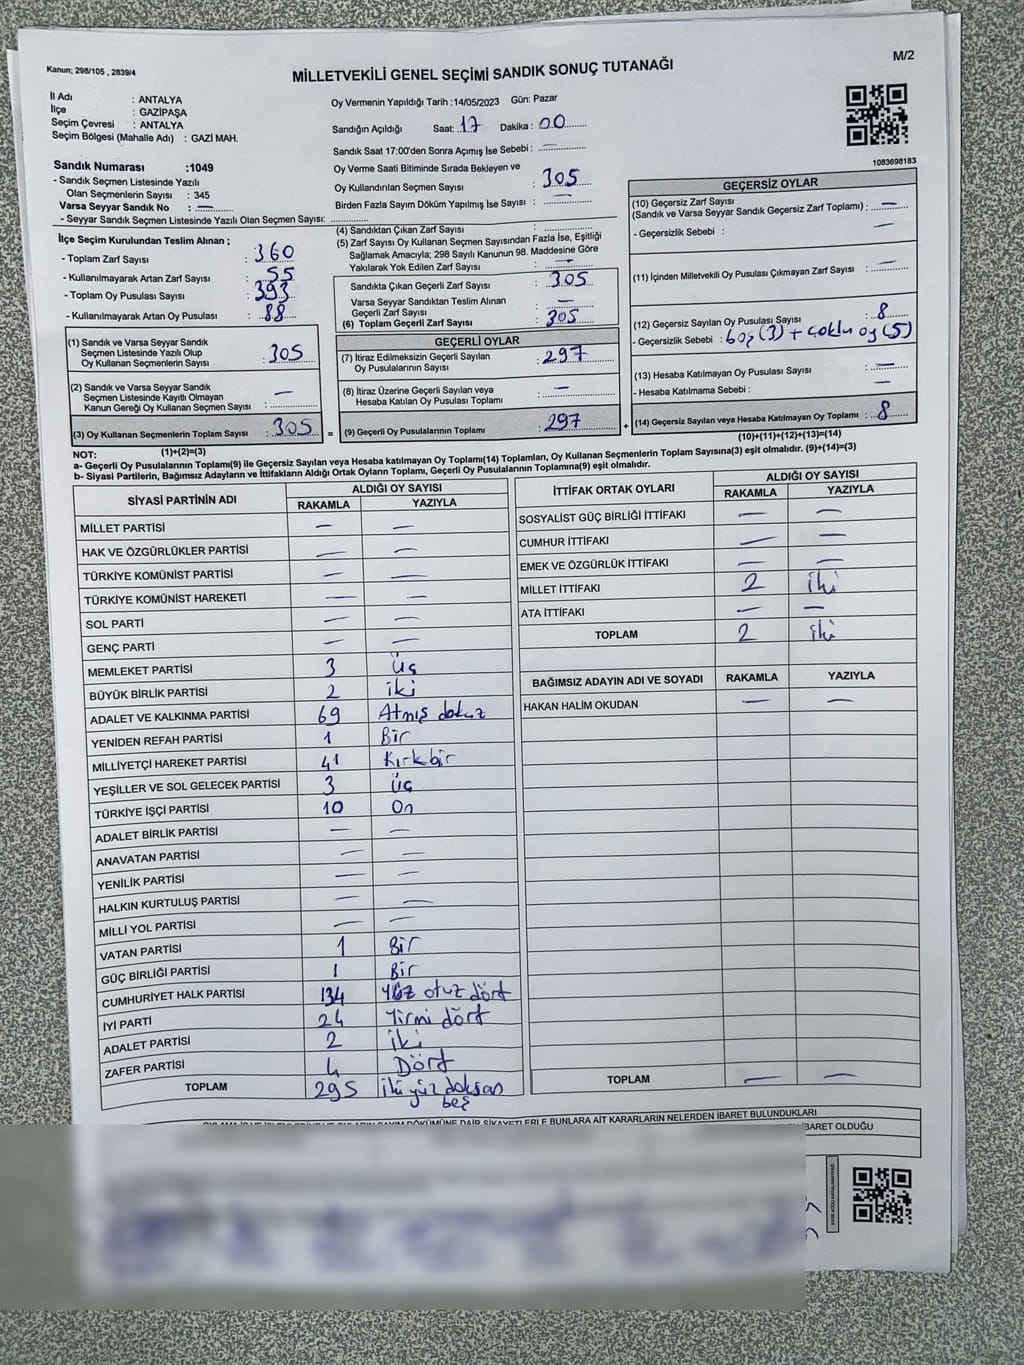 Kanun; 298/105 , 2839/4
MİLLETVEKİLİ GENEL SEÇİMİ SANDIK SONUÇ TUTANAĞI
M/2
İl Adı : ANTALYA
İlçe : GAZİPAŞA
Seçim Çevresi : ANTALYA
Seçim Bölgesi (Mahalle Adı) : GAZİ MAH.
Oy Vermenin Yapıldığı Tarih :14/05/2023 Gün: Pazar
Sandığın Açıldığı Saat: 17 Dakika: 00
Sandık Saat 17:00'den Sonra Açımış İse Sebebi : —
Sandık Numarası :1049
- Sandık Seçmen Listesinde Yazılı
Olan Seçmenlerin Sayısı : 345
Varsa Seyyar Sandık No : —
- Seyyar Sandık Seçmen Listesinde Yazılı Olan Seçmen Sayısı:
Oy Verme Saati Bitiminde Sırada Bekleyen ve
Oy Kullandırılan Seçmen Sayısı : 305
Birden Fazla Sayım Döküm Yapılmış İse Sayısı : —
1083698183
İlçe Seçim Kurulundan Teslim Alınan ;
- Toplam Zarf Sayısı : 360
- Kullanılmayarak Artan Zarf Sayısı : 55
- Toplam Oy Pusulası Sayısı : 393
- Kullanılmayarak Artan Oy Pusulası : 88
(1) Sandık ve Varsa Seyyar Sandık
Seçmen Listesinde Yazılı Olup
Oy Kullanan Seçmenlerin Sayısı : 305
(2) Sandık ve Varsa Seyyar Sandık
Seçmen Listesinde Kayıtlı Olmayan
Kanun Gereği Oy Kullanan Seçmen Sayısı : —
(3) Oy Kullanan Seçmenlerin Toplam Sayısı : 305
(1)+(2)=(3)
(4) Sandıktan Çıkan Zarf Sayısı :
(5) Zarf Sayısı Oy Kullanan Seçmen Sayısından Fazla İse, Eşitliği
Sağlamak Amacıyla; 298 Sayılı Kanunun 98. Maddesine Göre
Yakılarak Yok Edilen Zarf Sayısı : —
Sandıkta Çıkan Geçerli Zarf Sayısı : 305
Varsa Seyyar Sandıktan Teslim Alınan
Geçerli Zarf Sayısı : —
(6) Toplam Geçerli Zarf Sayısı : 305
GEÇERLİ OYLAR
(7) İtiraz Edilmeksizin Geçerli Sayılan
Oy Pusulalarının Sayısı : 297
(8) İtiraz Üzerine Geçerli Sayılan veya
Hesaba Katılan Oy Pusulası Toplamı : —
= (9) Geçerli Oy Pusulalarının Toplamı : 297 +
GEÇERSİZ OYLAR
(10) Geçersiz Zarf Sayısı
(Sandık ve Varsa Seyyar Sandık Geçersiz Zarf Toplamı) : —
- Geçersizlik Sebebi : —
(11) İçinden Milletvekili Oy Pusulası Çıkmayan Zarf Sayısı : —
(12) Geçersiz Sayılan Oy Pusulası Sayısı : 8
- Geçersizlik Sebebi : boş (3) + çoklu oy (5)
(13) Hesaba Katılmayan Oy Pusulası Sayısı : —
- Hesaba Katılmama Sebebi : —
(14) Geçersiz Sayılan veya Hesaba Katılmayan Oy Toplamı : 8
(10)+(11)+(12)+(13)=(14)
NOT:
a- Geçerli Oy Pusulalarının Toplamı(9) ile Geçersiz Sayılan veya Hesaba katılmayan Oy Toplamı(14) Toplamları, Oy Kullanan Seçmenlerin Toplam Sayısına(3) eşit olmalıdır. (9)+(14)=(3)
b- Siyasi Partilerin, Bağımsız Adayların ve İttifakların Aldığı Ortak Oyların Toplamı, Geçerli Oy Pusulalarının Toplamına(9) eşit olmalıdır.
SİYASİ PARTİNİN ADI ALDIĞI OY SAYISI
RAKAMLA YAZIYLA
MİLLET PARTİSİ — —
HAK VE ÖZGÜRLÜKLER PARTİSİ — —
TÜRKİYE KOMÜNİST PARTİSİ — —
TÜRKİYE KOMÜNİST HAREKETİ — —
SOL PARTİ — —
GENÇ PARTİ — —
MEMLEKET PARTİSİ 3 üç
BÜYÜK BİRLİK PARTİSİ 2 iki
ADALET VE KALKINMA PARTİSİ 69 Atmış dokuz
YENİDEN REFAH PARTİSİ 1 Bir
MİLLİYETÇİ HAREKET PARTİSİ 41 Kırkbir
YEŞİLLER VE SOL GELECEK PARTİSİ 3 üç
TÜRKİYE İŞÇİ PARTİSİ 10 On
ADALET BİRLİK PARTİSİ — —
ANAVATAN PARTİSİ — —
YENİLİK PARTİSİ — —
HALKIN KURTULUŞ PARTİSİ — —
MİLLİ YOL PARTİSİ — —
VATAN PARTİSİ 1 Bir
GÜÇ BİRLİĞİ PARTİSİ 1 Bir
CUMHURİYET HALK PARTİSİ 134 yüz otuz dört
İYİ PARTİ 24 Yirmi dört
ADALET PARTİSİ 2 iki
ZAFER PARTİSİ 4 Dört
TOPLAM 295 İki yüz doksan
beş
İTTİFAK ORTAK OYLARI ALDIĞI OY SAYISI
RAKAMLA YAZIYLA
SOSYALİST GÜÇ BİRLİĞİ İTTİFAKI — —
CUMHUR İTTİFAKI — —
EMEK VE ÖZGÜRLÜK İTTİFAKI — —
MİLLET İTTİFAKI 2 iki
ATA İTTİFAKI — —
TOPLAM 2 iki
BAĞIMSIZ ADAYIN ADI VE SOYADI RAKAMLA YAZIYLA
HAKAN HALİM OKUDAN — —
TOPLAM — —
DÖKÜMÜNE DAİR ŞİKAYETLERLE BUNLARA AİT KARARLARIN NELERDEN İBARET BULUNDUKLARI
İBARET OLDUĞU